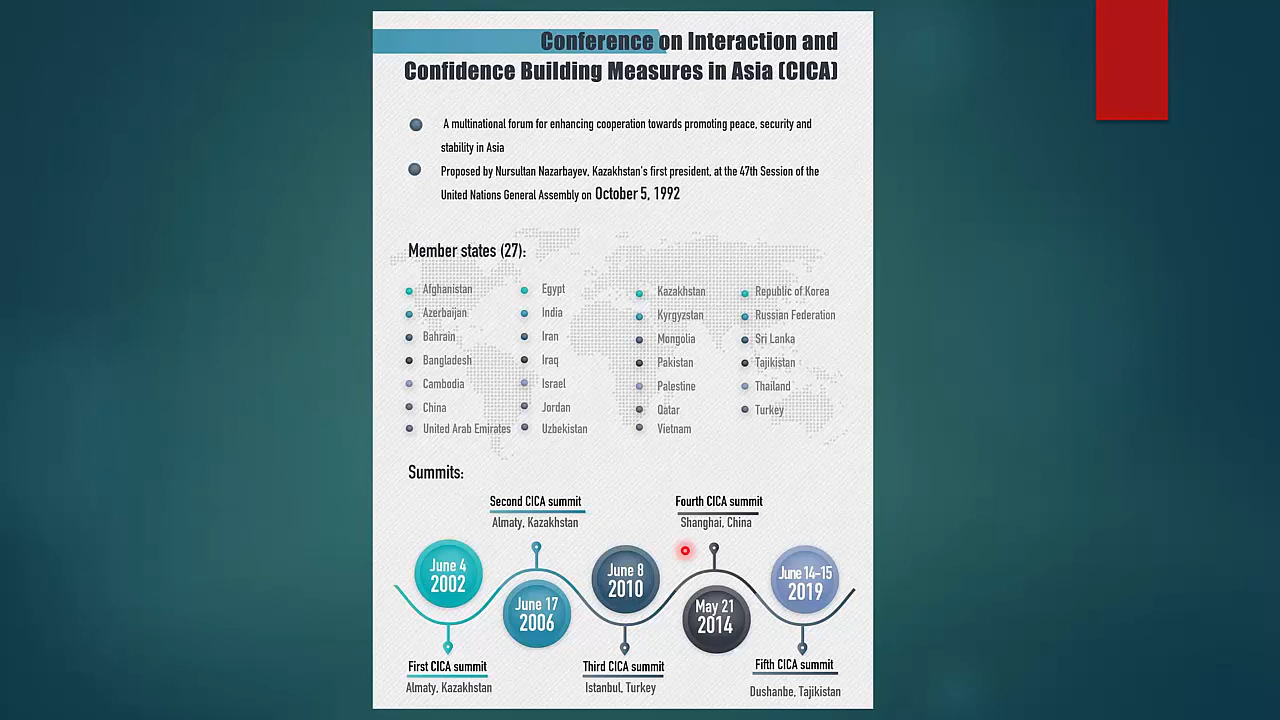 Conference on Interaction and
Confidence Building Measures in Asia (CICA)
A multinational forum for enhancing cooperation towards promoting peace, security and
stability in Asia
Proposed by Nursultan Nazarbayev, Kazakhstan's first president, at the 47th Session of the
United Nations General Assembly on October 5, 1992
Member states (27):
Afghanistan
Azerbaijan
Bahrain
Bangladesh
Cambodia
China
United Arab Emirates
Egypt
India
Iran
Iraq
Israel
Jordan
Uzbekistan
Kazakhstan
Kyrgyzstan
Mongolia
Pakistan
Palestine
Qatar
Vietnam
Republic of Korea
Russian Federation
Sri Lanka
Tajikistan
Thailand
Turkey
Summits:
June 4
2002
First CICA summit
Almaty, Kazakhstan
Second CICA summit
Almaty, Kazakhstan
June 17
2006
June 8
2010
Third CICA summit
Istanbul, Turkey
Fourth CICA summit
Shanghai, China
May 21
2014
June 14-15
2019
Fifth CICA summit
Dushanbe, Tajikistan